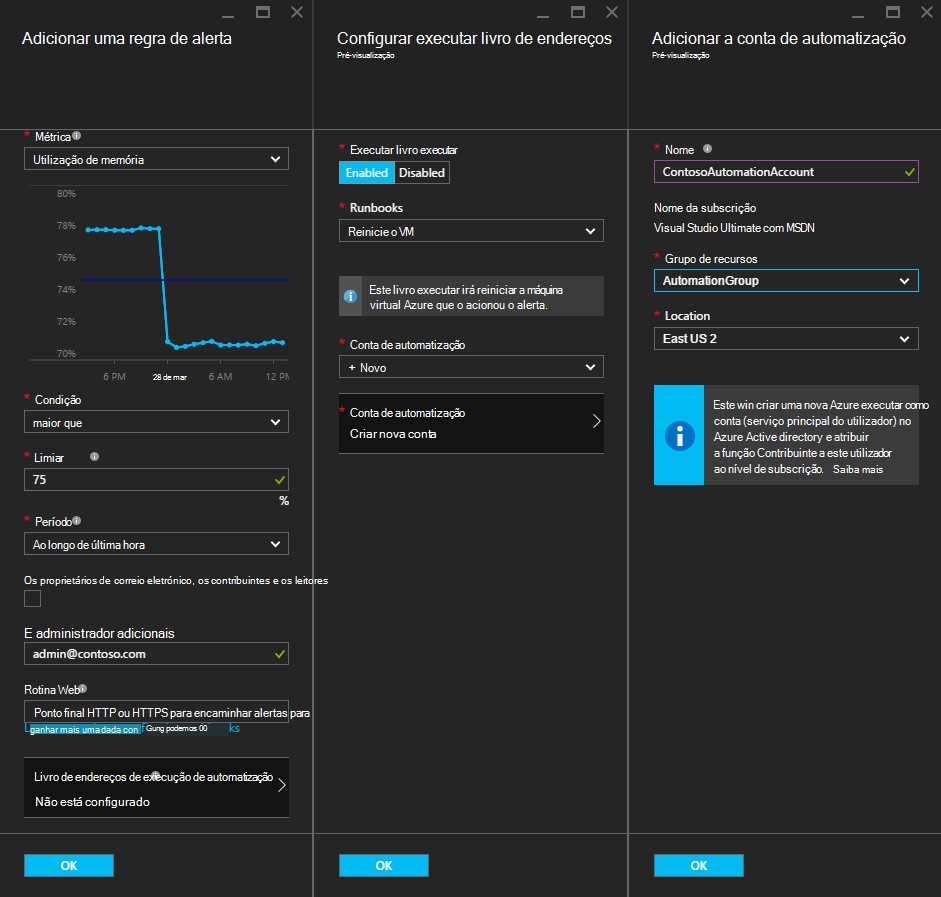 Adicionar uma regra de alerta
* Métrica
Utilização de memória
80%
78%
76%
74%
72%
70%
6 PM
28 de mar
6 AM
12 PM
* Condição
maior que
* Limiar
75
%
* Período
Ao longo de última hora
Os proprietários de correio eletrónico, os contribuintes e os leitores
E administrador adicionais
admin@contoso.com
Rotina Web
Ponto final HTTP ou HTTPS para encaminhar alertas para
ganhar mais uma dada con Gung podemos 00 ks
Livro de endereços de execução de automatização
Não está configurado
OK
Configurar executar livro de endereços
Pré-visualização
* Executar livro executar
Enabled Disabled
* Runbooks
Reinicie o VM
Este livro executar irá reiniciar a máquina
virtual Azure que o acionou o alerta.
* Conta de automatização
+ Novo
* Conta de automatização
Criar nova conta
OK
Adicionar a conta de automatização
Pré-visualização
* Nome
ContosoAutomationAccount
Nome da subscrição
Visual Studio Ultimate com MSDN
* Grupo de recursos
AutomationGroup
* Location
East US 2
Este win criar uma nova Azure executar como
conta (serviço principal do utilizador) no
Azure Active directory e atribuir
a função Contribuinte a este utilizador
ao nível de subscrição. Saiba mais
OK